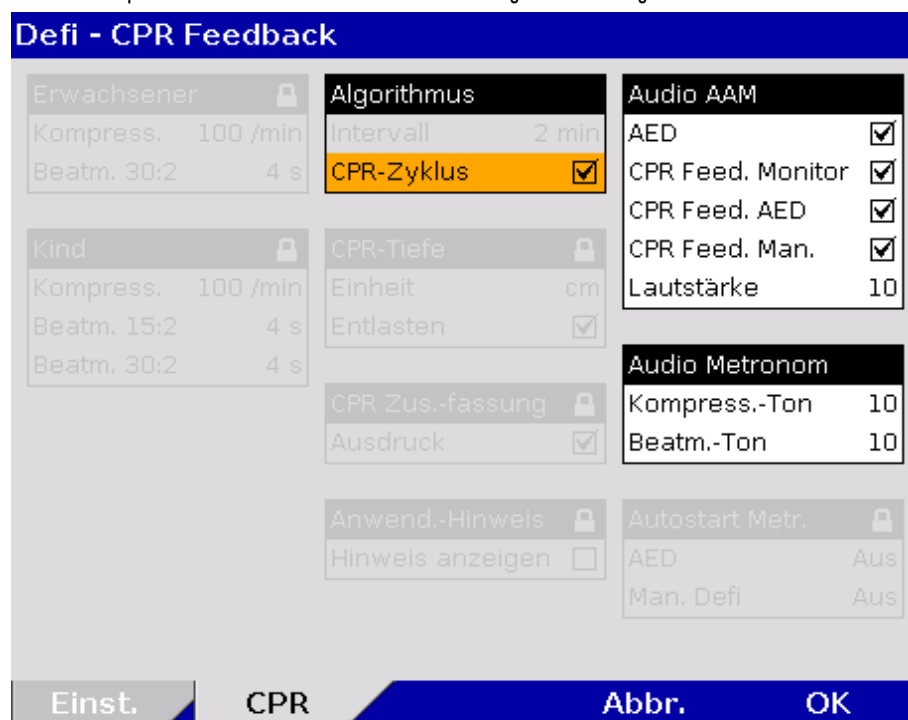 Defi - CPR Feedback
Erwachsener
Kompress. 100 /min
Beatm. 30:2 4 s
Kind
Kompress. 100 /min
Beatm. 15:2 4 s
Beatm. 30:2 4 s
Algorithmus
Intervall 2 min
CPR-Zyklus
CPR-Tiefe
Einheit cm
Entlasten
CPR Zus.-fassung
Ausdruck
Anwend.-Hinweis
Hinweis anzeigen
Audio AAM
AED
CPR Feed. Monitor
CPR Feed. AED
CPR Feed. Man.
Lautstärke 10
Audio Metronom
Kompress.-Ton 10
Beatm.-Ton 10
Autostart Metr.
AED Aus
Man. Defi Aus
Einst. CPR Abbr. OK